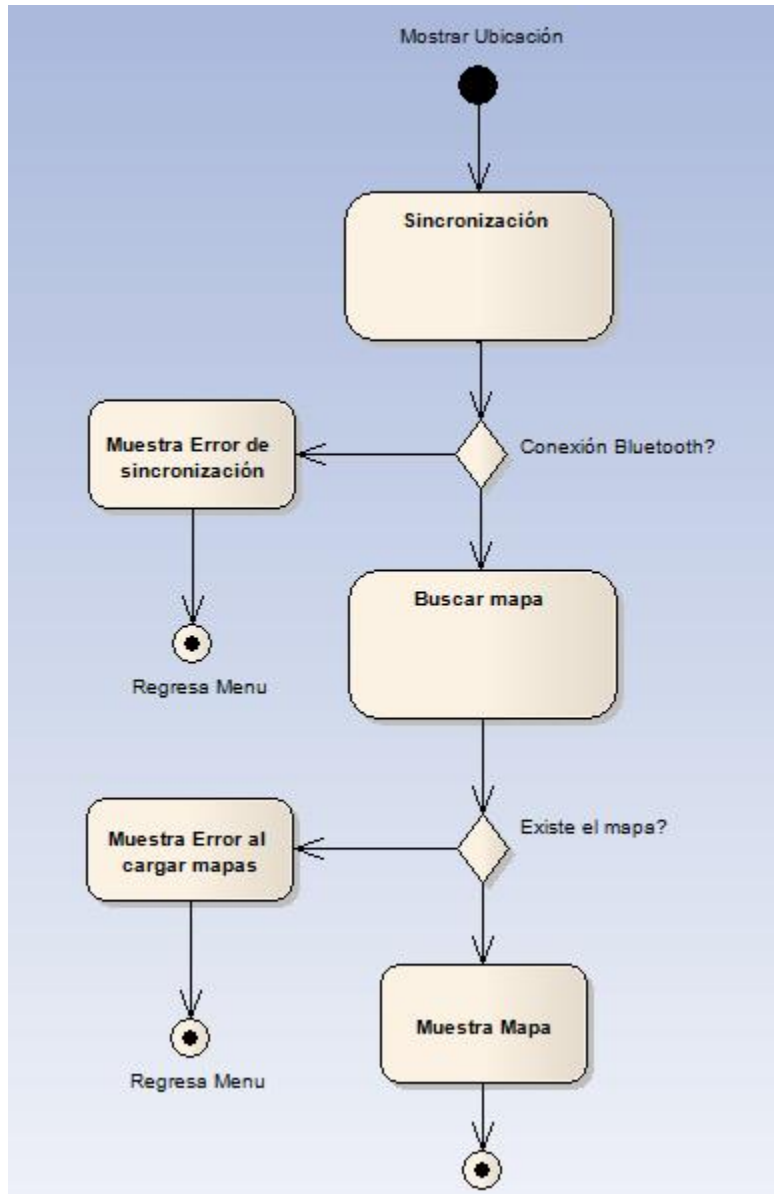 Mostrar Ubicación
Sincronización
Conexión Bluetooth?
Muestra Error de
sincronización
Buscar mapa
Regresa Menu
Existe el mapa?
Muestra Error al
cargar mapas
Muestra Mapa
Regresa Menu